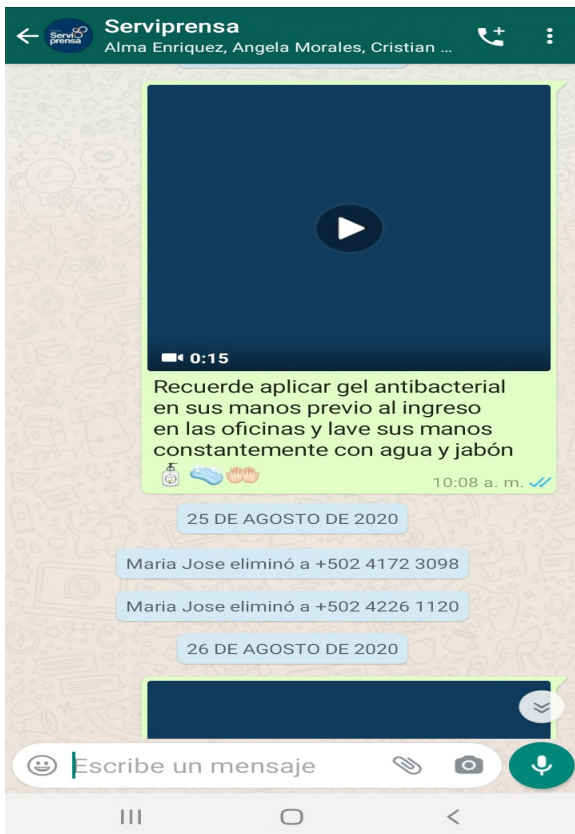 Servi
prensa
Serviprensa
Alma Enriquez, Angela Morales, Cristian ...
0:15
Recuerde aplicar gel antibacterial
en sus manos previo al ingreso
en las oficinas y lave sus manos
constantemente con agua y jabón
🧴 🧼 🤲🏻
10:08 a. m.
25 DE AGOSTO DE 2020
Maria Jose eliminó a +502 4172 3098
Maria Jose eliminó a +502 4226 1120
26 DE AGOSTO DE 2020
Escribe un mensaje